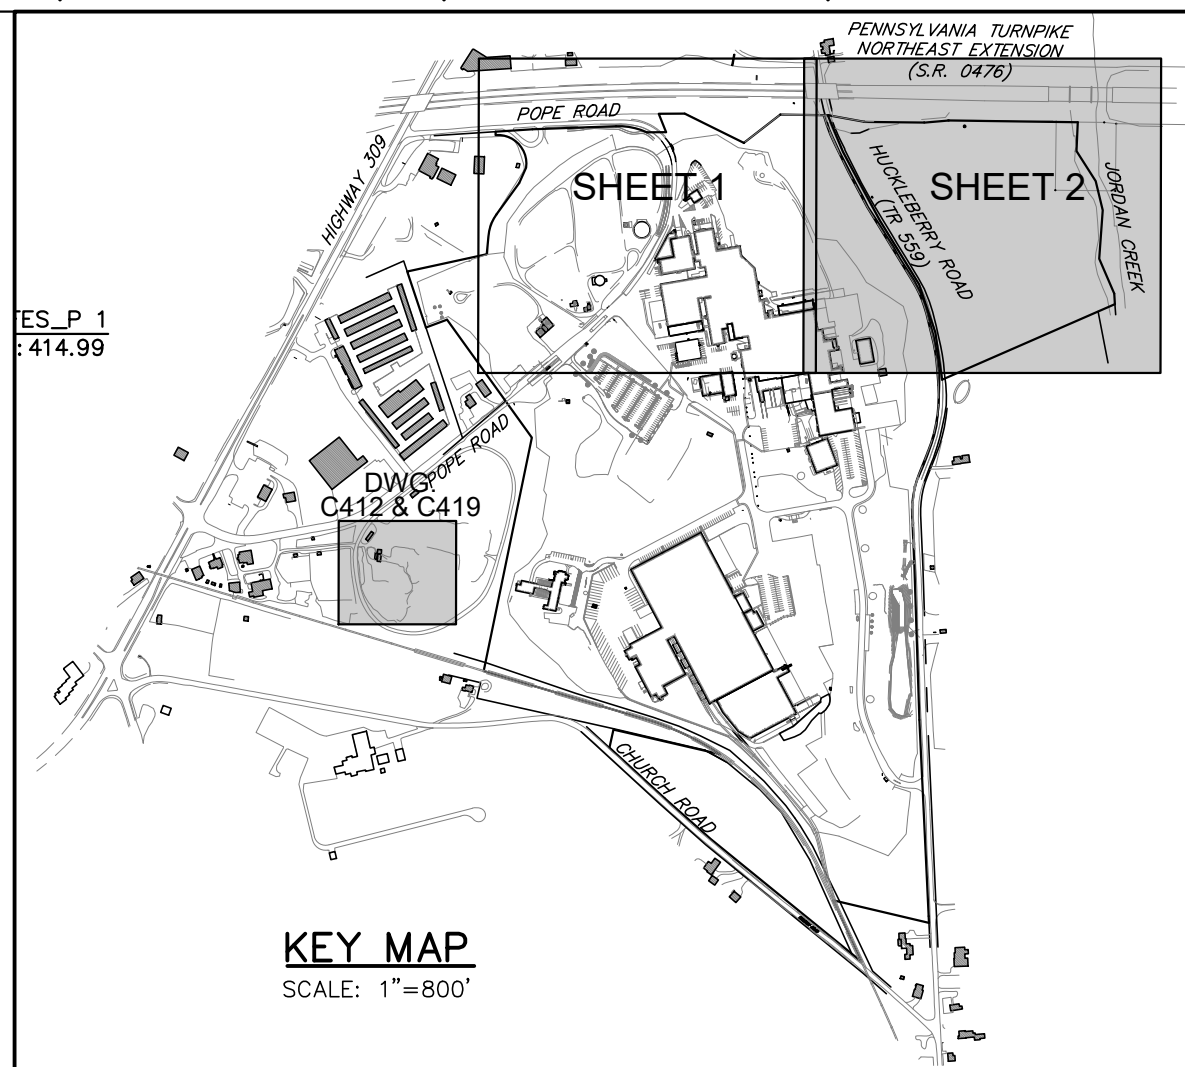 PENNSYLVANIA TURNPIKE
NORTHEAST EXTENSION
(S.R. 0476)
POPE ROAD
HIGHWAY 309
SHEET 1
SHEET 2
HUCKLEBERRY ROAD
(TR 559)
JORDAN CREEK
TES_P 1
: 414.99
POPE ROAD
DWG.
C412 & C419
CHURCH ROAD
KEY MAP
SCALE: 1"=800'